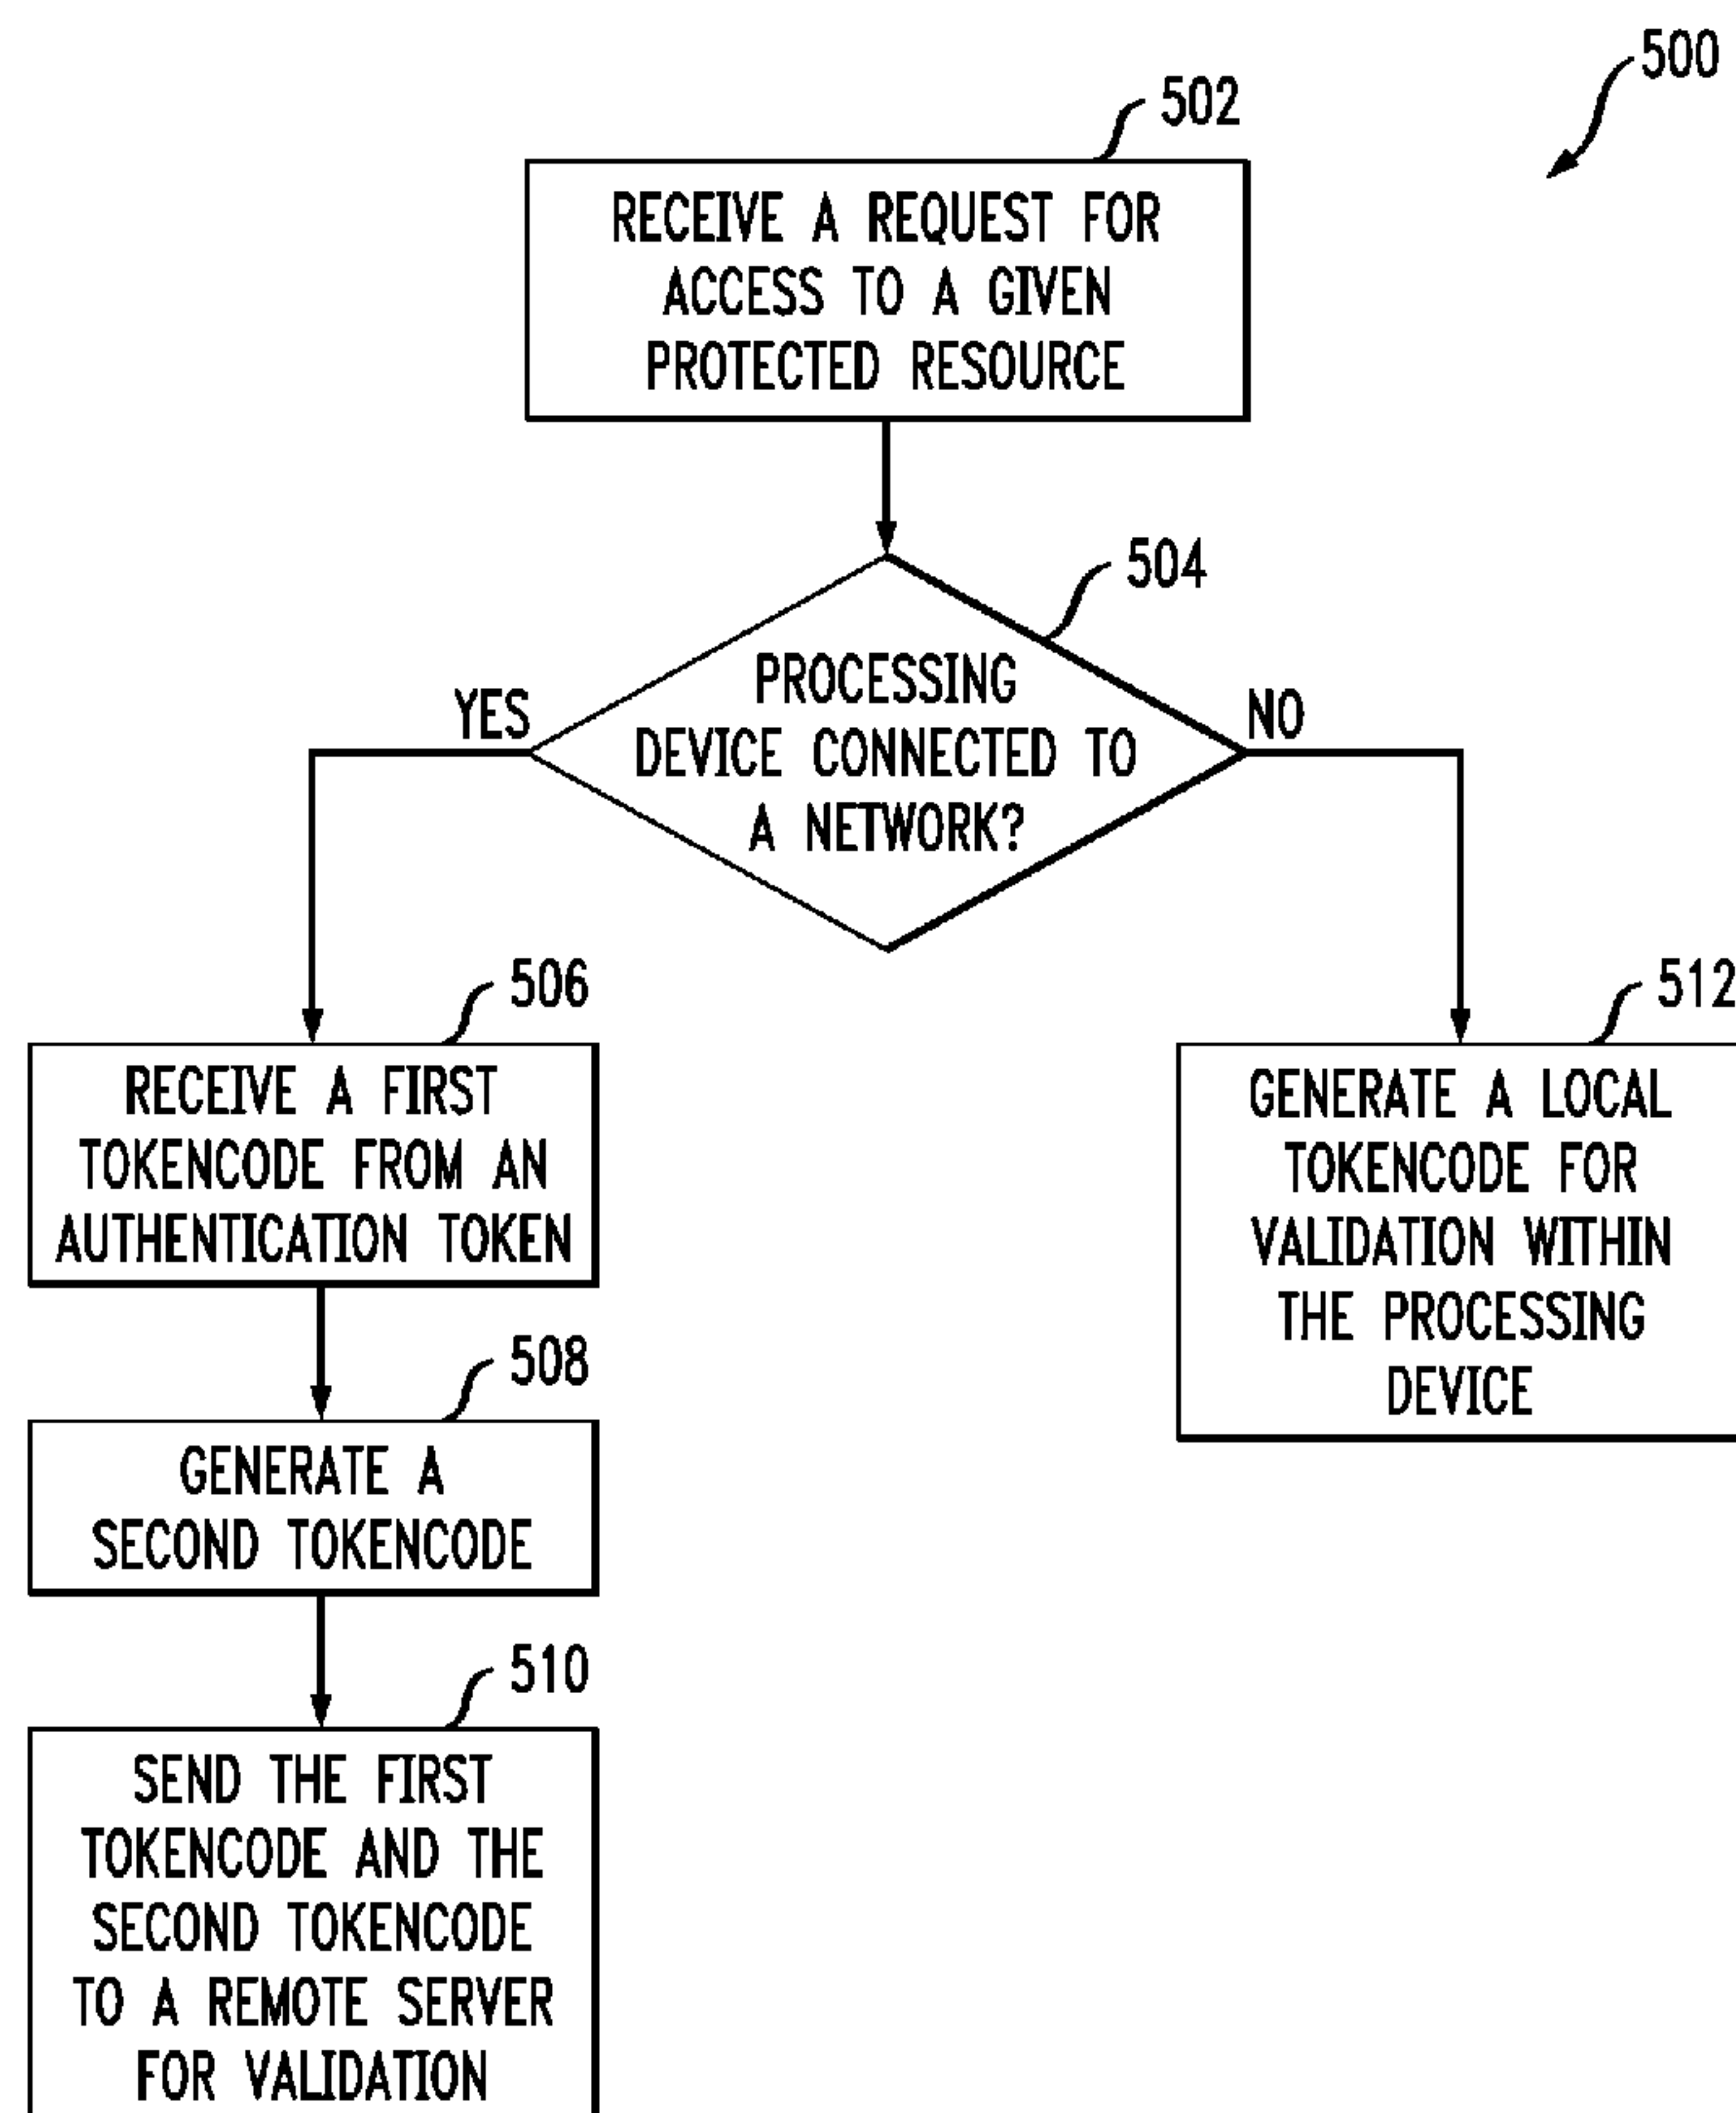 500
502
RECEIVE A REQUEST FOR
ACCESS TO A GIVEN
PROTECTED RESOURCE
504
PROCESSING
DEVICE CONNECTED TO
A NETWORK?
YES
NO
506
RECEIVE A FIRST
TOKENCODE FROM AN
AUTHENTICATION TOKEN
508
GENERATE A
SECOND TOKENCODE
510
SEND THE FIRST
TOKENCODE AND THE
SECOND TOKENCODE
TO A REMOTE SERVER
FOR VALIDATION
512
GENERATE A LOCAL
TOKENCODE FOR
VALIDATION WITHIN
THE PROCESSING
DEVICE